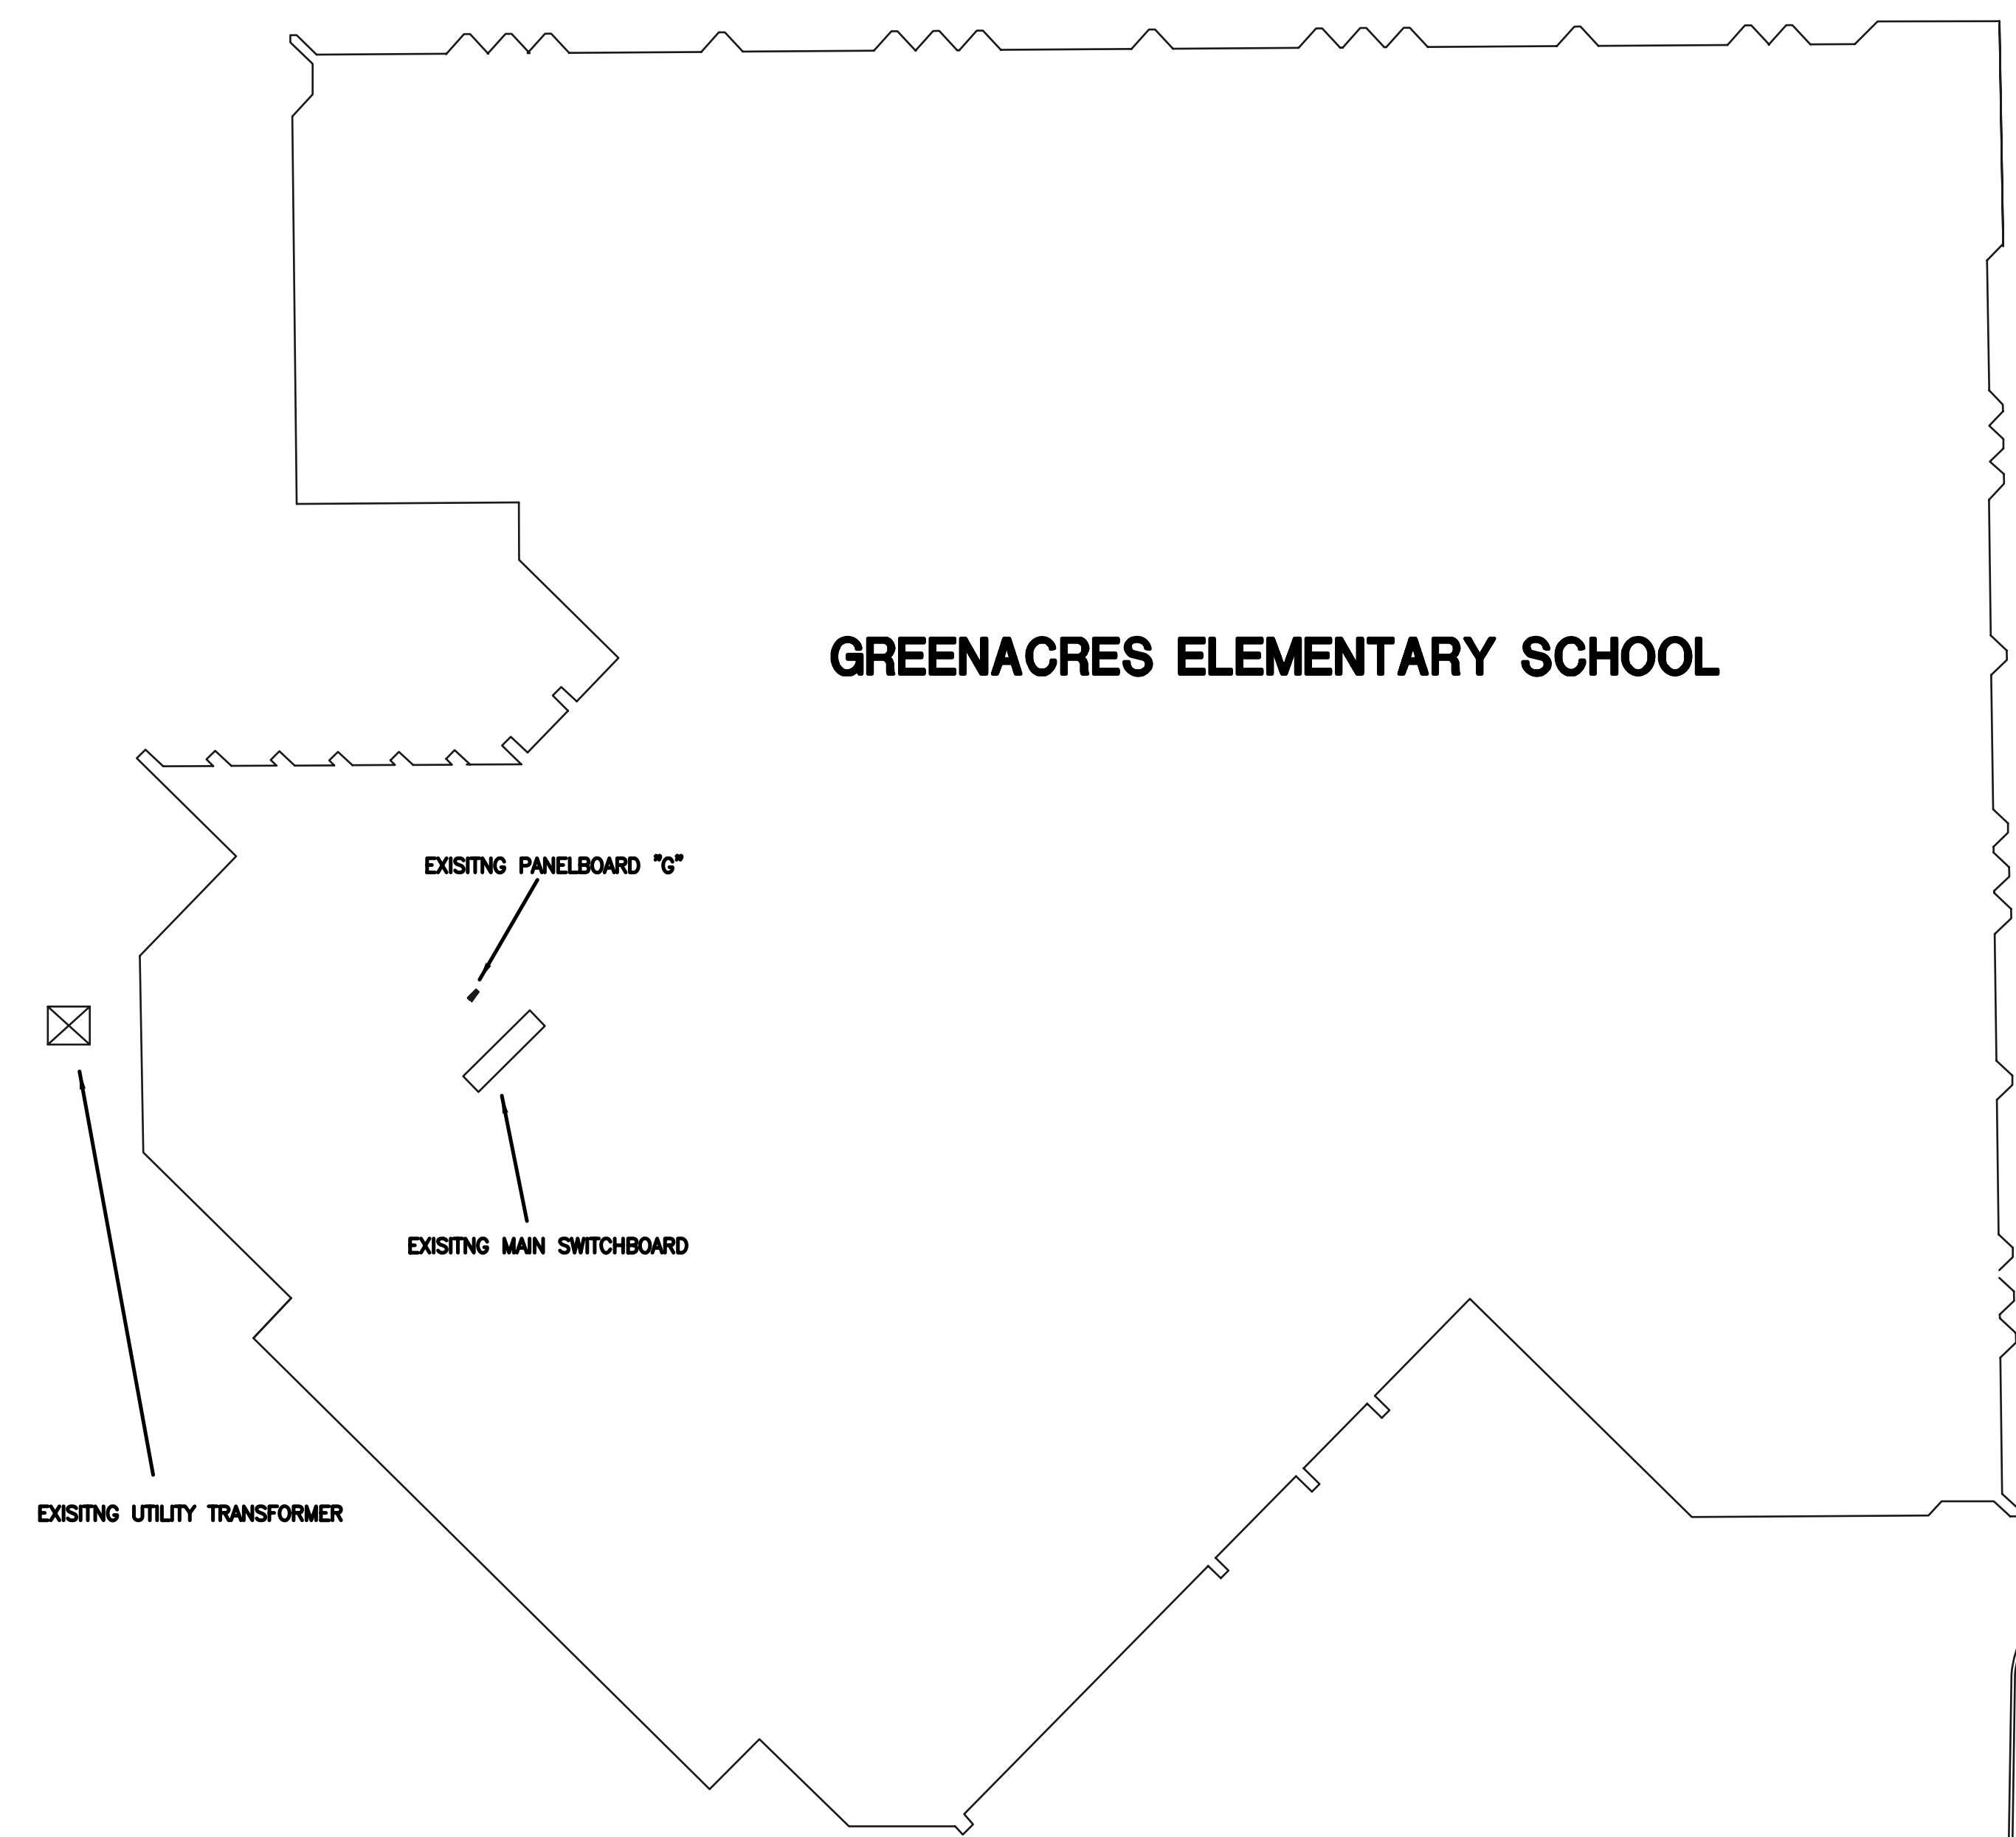 GREENACRES ELEMENTARY SCHOOL
EXISITNG PANELBOARD "G"
EXISITNG MAIN SWITCHBOARD
EXISITNG UTILITY TRANSFORMER